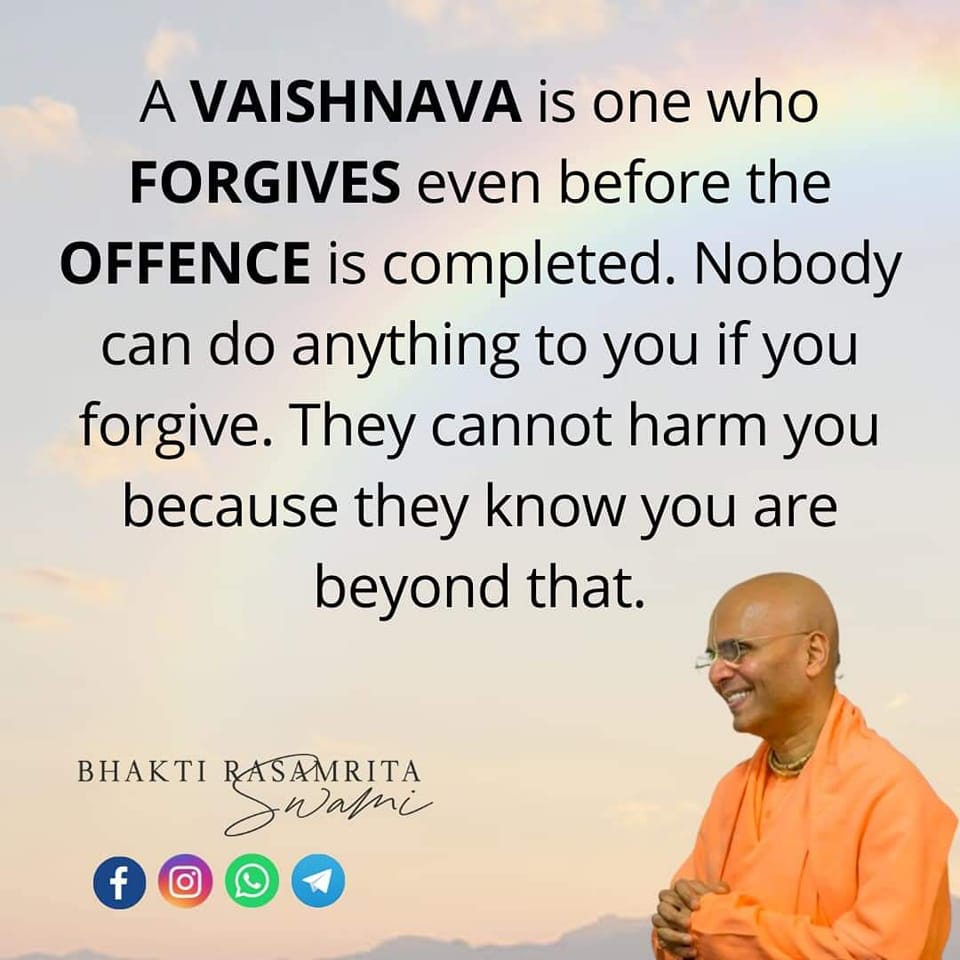 A VAISHNAVA is one who
FORGIVES even before the
OFFENCE is completed. Nobody
can do anything to you if you
forgive. They cannot harm you
because they know you are
beyond that.
BHAKTI RASAMRITA
Swami